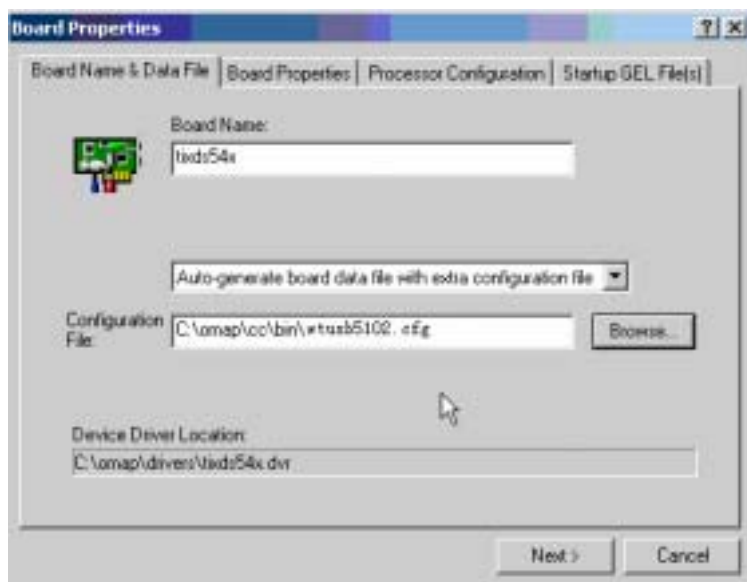 Board Properties
Board Name & Data File
Board Properties
Processor Configuration
Startup GEL File(s)
Board Name:
tixds54x
Auto-generate board data file with extra configuration file
Configuration
File:
C:\omap\cc\bin\wtusb5102.cfg
Browse...
Device Driver Location:
C:\omap\drivers\tixds54x.dvr
Next >
Cancel